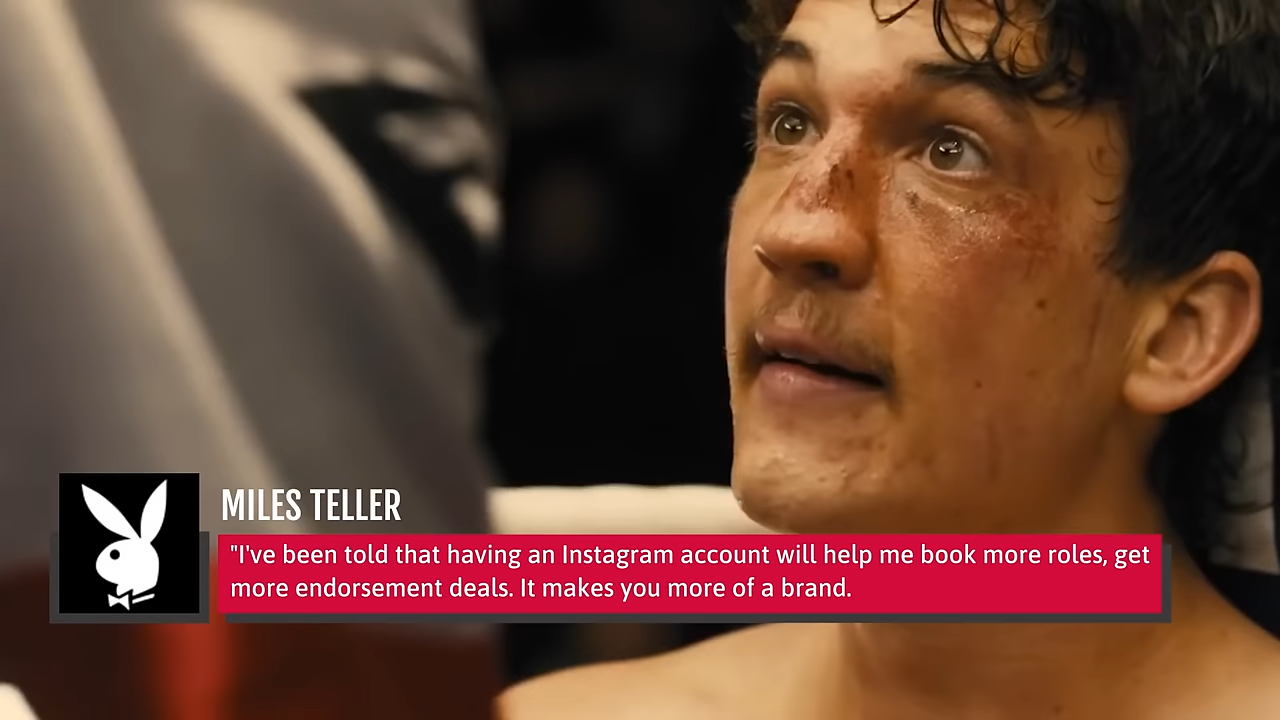 MILES TELLER
"I've been told that having an Instagram account will help me book more roles, get
more endorsement deals. It makes you more of a brand.